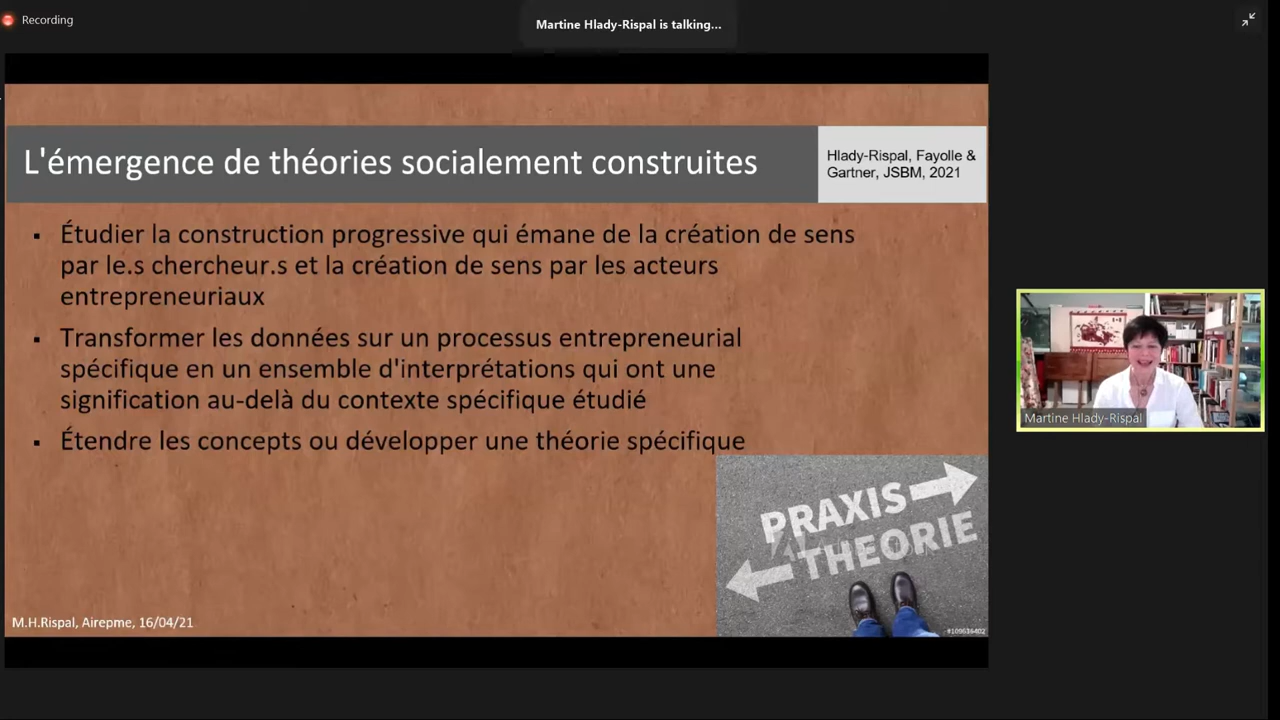 Recording
Martine Hlady-Rispal is talking...
L'émergence de théories socialement construites
Hlady-Rispal, Fayolle &
Gartner, JSBM, 2021
▪ Étudier la construction progressive qui émane de la création de sens
par le.s chercheur.s et la création de sens par les acteurs
entrepreneuriaux
▪ Transformer les données sur un processus entrepreneurial
spécifique en un ensemble d'interprétations qui ont une
signification au-delà du contexte spécifique étudié
▪ Étendre les concepts ou développer une théorie spécifique
PRAXIS
THEORIE
#109636402
M.H.Rispal, Airepme, 16/04/21
Martine Hlady-Rispal